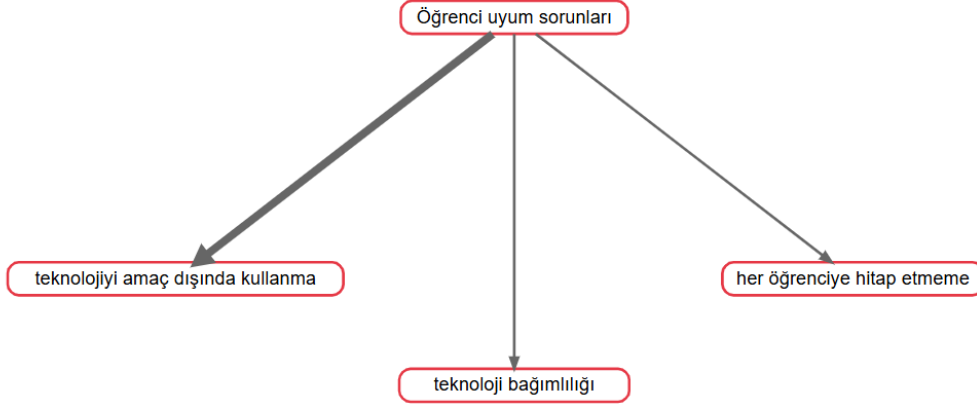 Öğrenci uyum sorunları
teknolojiyi amaç dışında kullanma
her öğrenciye hitap etmeme
teknoloji bağımlılığı